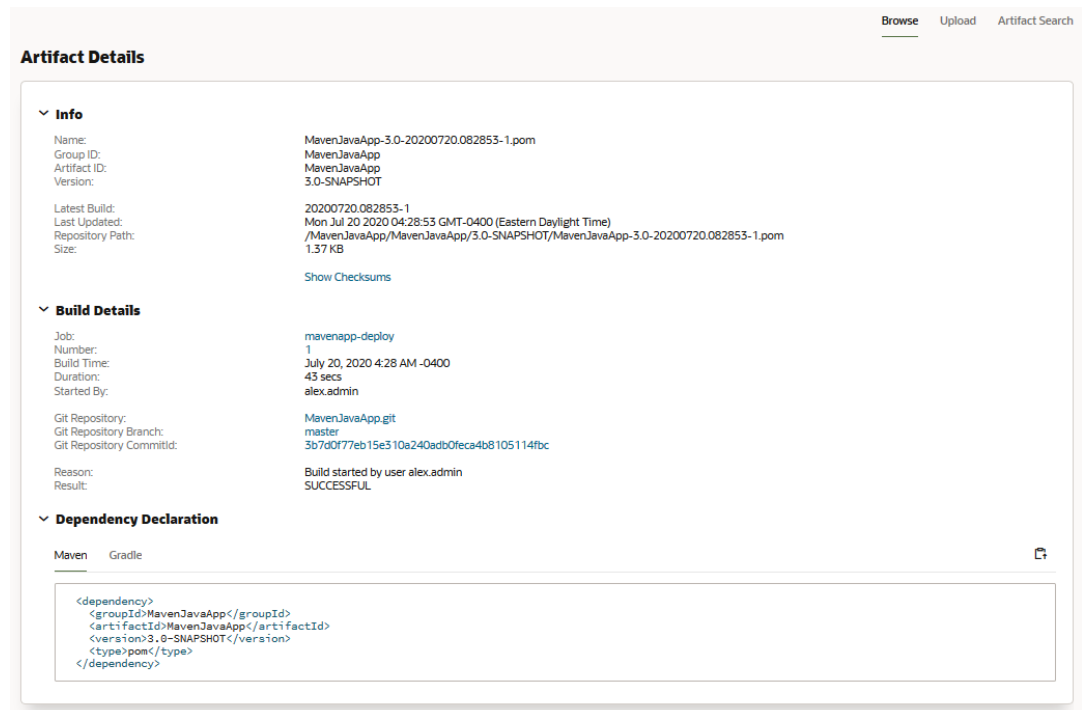 Browse Upload Artifact Search
Artifact Details
Info
Name: MavenJavaApp-3.0-20200720.082853-1.pom
Group ID: MavenJavaApp
Artifact ID: MavenJavaApp
Version: 3.0-SNAPSHOT
Latest Build: 20200720.082853-1
Last Updated: Mon Jul 20 2020 04:28:53 GMT-0400 (Eastern Daylight Time)
Repository Path: /MavenJavaApp/MavenJavaApp/3.0-SNAPSHOT/MavenJavaApp-3.0-20200720.082853-1.pom
Size: 1.37 KB
Show Checksums
Build Details
Job: mavenapp-deploy
Number: 1
Build Time: July 20, 2020 4:28 AM -0400
Duration: 43 secs
Started By: alex.admin
Git Repository: MavenJavaApp.git
Git Repository Branch: master
Git Repository CommitId: 3b7d0f77eb15e310a240adb0feca4b8105114fbc
Reason: Build started by user alex.admin
Result: SUCCESSFUL
Dependency Declaration
Maven Gradle
<dependency>
<groupId>MavenJavaApp</groupId>
<artifactId>MavenJavaApp</artifactId>
<version>3.0-SNAPSHOT</version>
<type>pom</type>
</dependency>